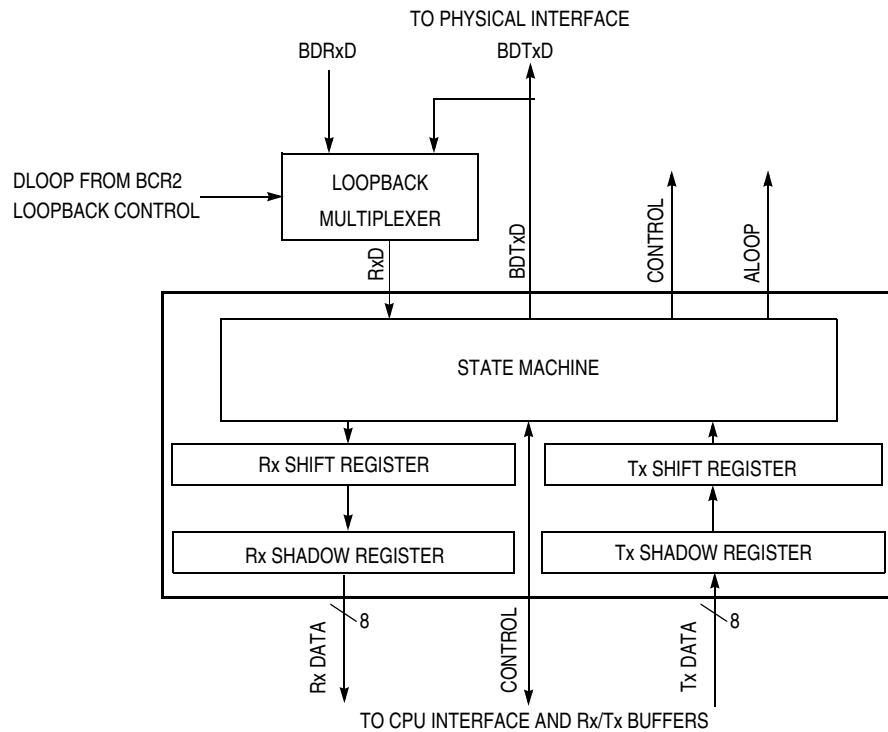 TO PHYSICAL INTERFACE
BDRxD
BDTxD
DLOOP FROM BCR2
LOOPBACK CONTROL
LOOPBACK
MULTIPLEXER
RxD
BDTxD
CONTROL
ALOOP
STATE MACHINE
Rx SHIFT REGISTER
Tx SHIFT REGISTER
Rx SHADOW REGISTER
Tx SHADOW REGISTER
8
8
Rx DATA
CONTROL
Tx DATA
TO CPU INTERFACE AND Rx/Tx BUFFERS